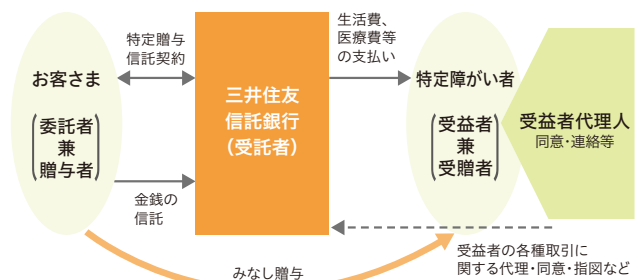 お客さま
委託者
兼
贈与者
特定贈与
信託契約
金銭の
信託
三井住友
信託銀行
(受託者)
生活費、
医療費等
の支払い
特定障がい者
受益者
兼
受贈者
受益者代理人
同意・連絡等
受益者の各種取引に
関する代理・同意・指図など
みなし贈与